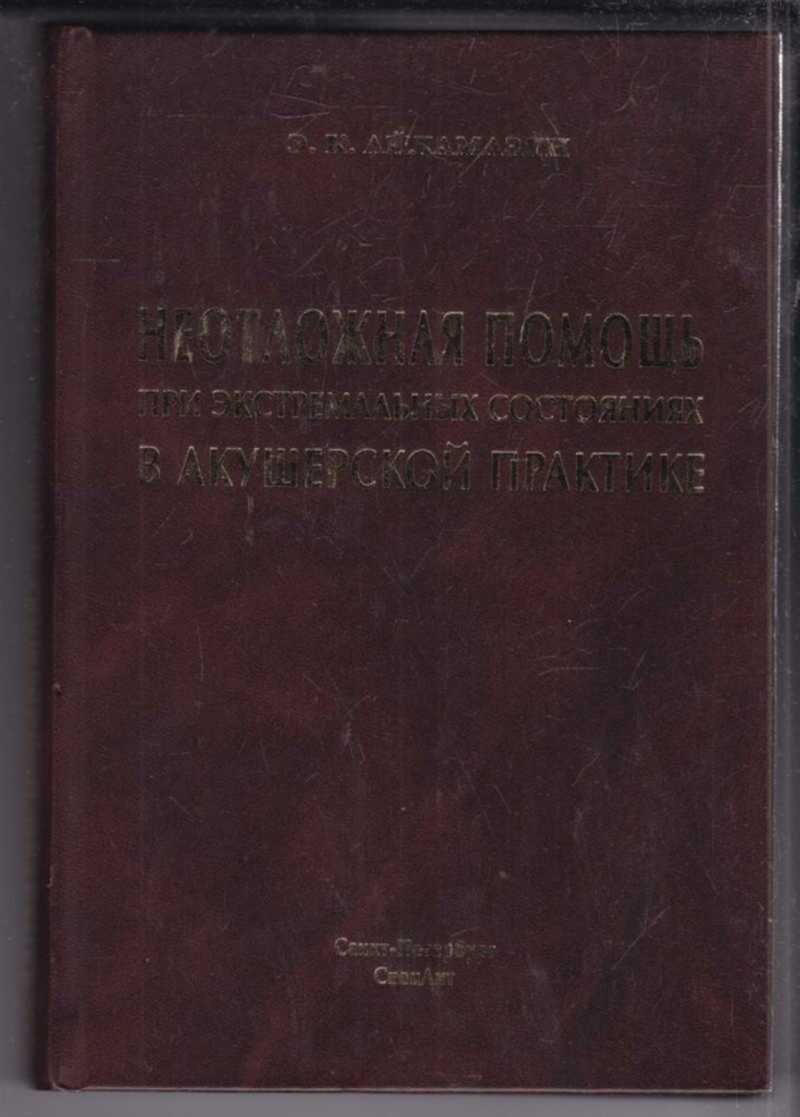 Э. К. АЙЛАМАЗЯН
НЕОТЛОЖНАЯ ПОМОЩЬ
ПРИ ЭКСТРЕМАЛЬНЫХ СОСТОЯНИЯХ
В АКУШЕРСКОЙ ПРАКТИКЕ
Санкт-Петербург
СпецЛит